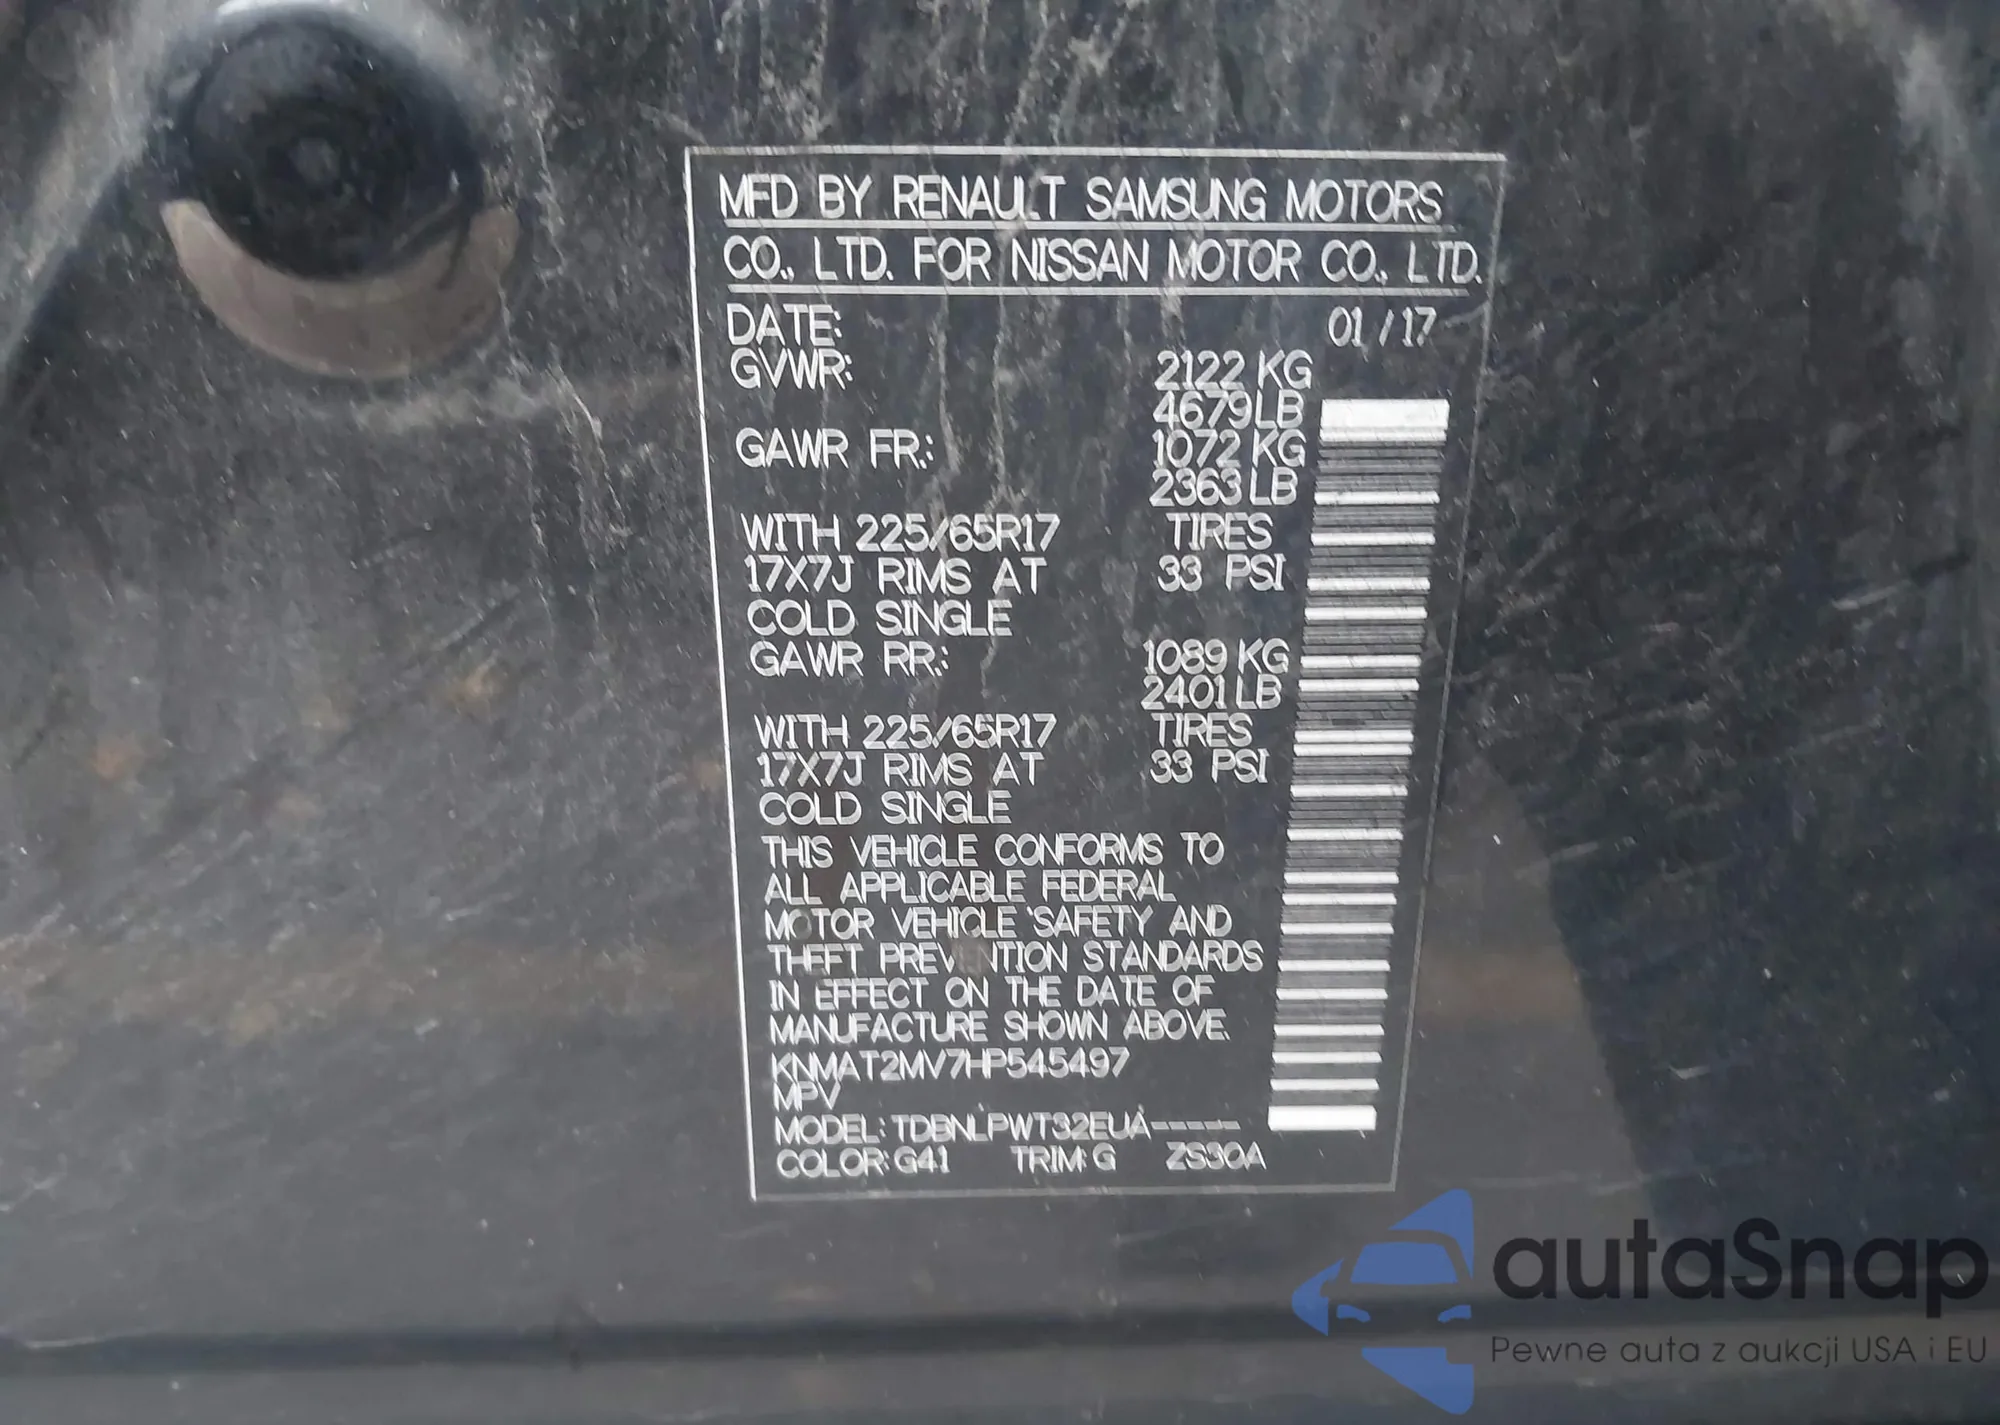 MFD BY RENAULT SAMSUNG MOTORS
CO., LTD. FOR NISSAN MOTOR CO., LTD.
DATE: 01 / 17
GVWR: 2122 KG
4679 LB
GAWR FR.: 1072 KG
2363 LB
WITH 225/65R17 TIRES
17X7J RIMS AT 33 PSI
COLD SINGLE
GAWR RR.: 1089 KG
2401 LB
WITH 225/65R17 TIRES
17X7J RIMS AT 33 PSI
COLD SINGLE
THIS VEHICLE CONFORMS TO
ALL APPLICABLE FEDERAL
MOTOR VEHICLE SAFETY AND
THEFT PREVENTION STANDARDS
IN EFFECT ON THE DATE OF
MANUFACTURE SHOWN ABOVE.
KNMAT2MV7HP545497
MPV
MODEL: TDBNLPWT32EUA-----
COLOR: G41 TRIM: G ZS30A
autaSnap
Pewne auta z aukcji USA i EU